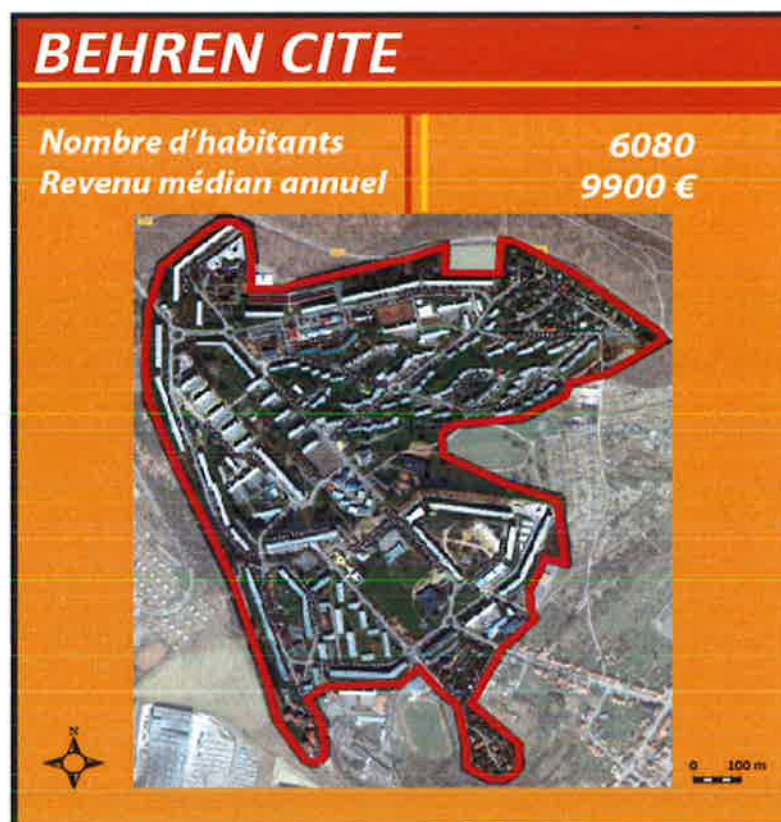 BEHREN CITE
Nombre d'habitants 6080
Revenu médian annuel 9900 €
N
0 100 m